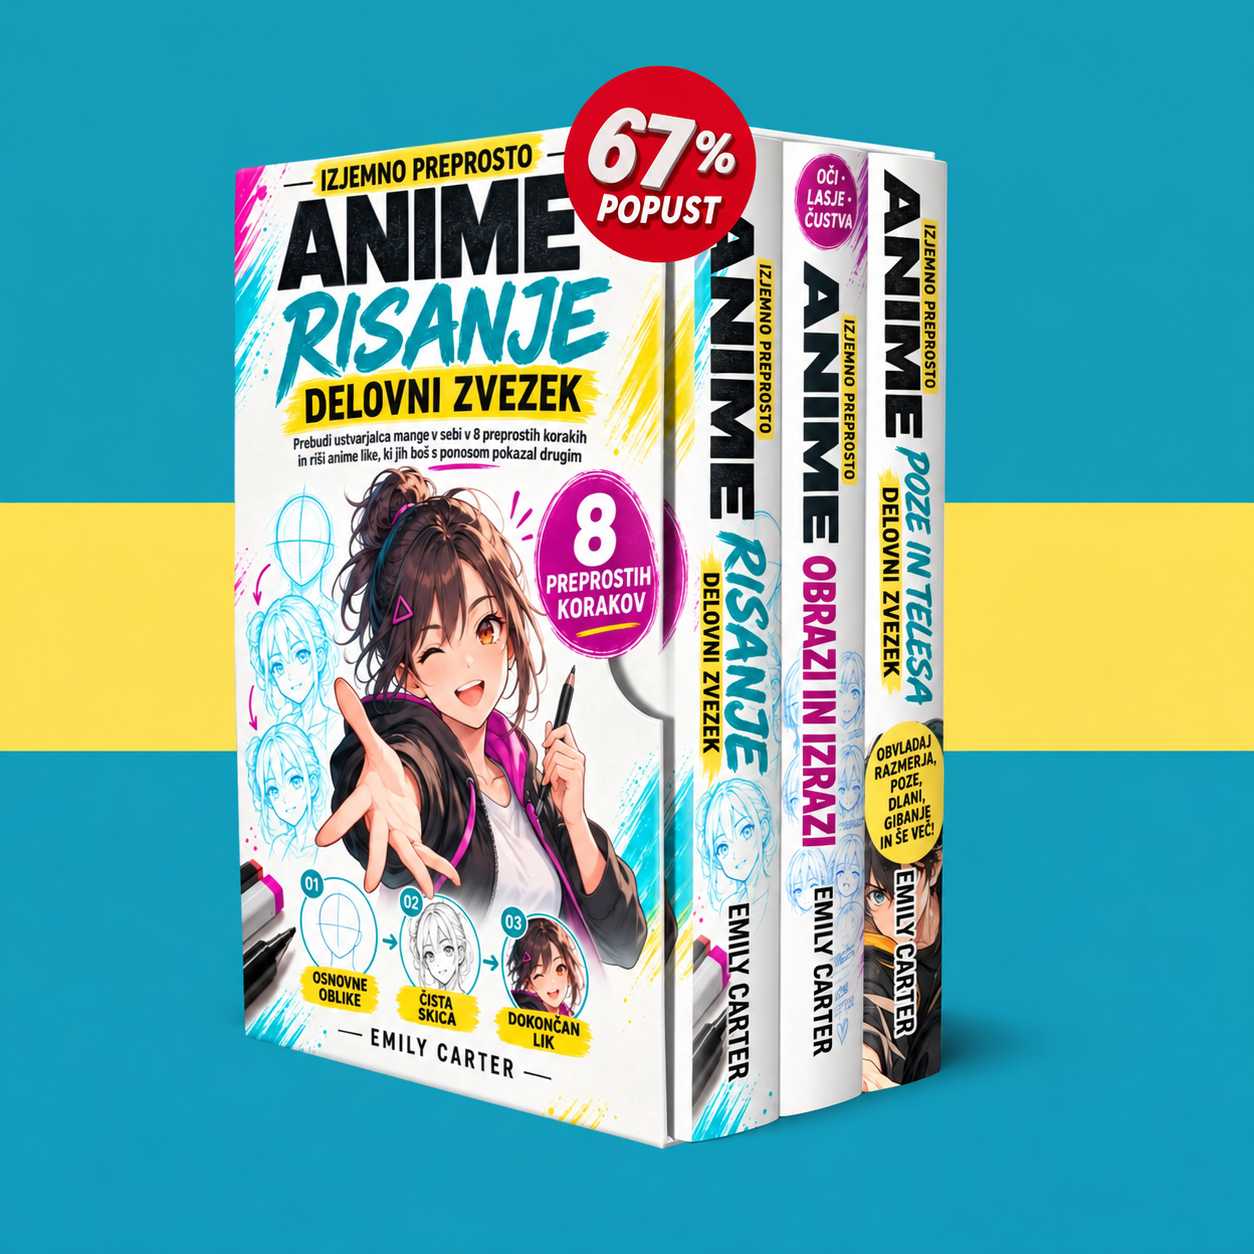 67%
POPUST
IZJEMNO PREPROSTO
ANIME
RISANJE
DELOVNI ZVEZEK
Prebudi ustvarjalca mange v sebi v 8 preprostih korakih
in riši anime like, ki jih boš s ponosom pokazal drugim
8
PREPROSTIH
KORAKOV
01
02
03
OSNOVNE
OBLIKE
ČISTA
SKICA
DOKONČAN
LIK
EMILY CARTER
IZJEMNO PREPROSTO
ANIME
RISANJE
DELOVNI ZVEZEK
EMILY CARTER
OČI •
LASJE •
ČUSTVA
IZJEMNO PREPROSTO
ANIME
OBRAZI IN IZRAZI
EMILY CARTER
IZJEMNO PREPROSTO
ANIME
POZE IN TELESA
DELOVNI ZVEZEK
OBVLADAJ
RAZMERJA,
POZE,
DLANI,
GIBANJE
IN ŠE VEČ!
EMILY CARTER